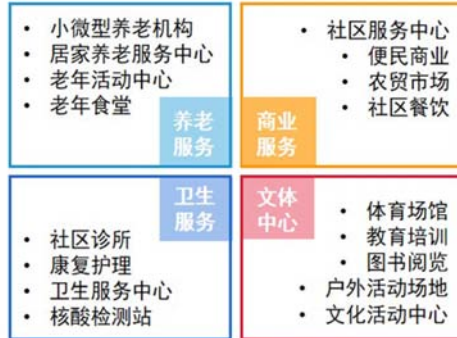 • 小微型养老机构
• 居家养老服务中心
• 老年活动中心
• 老年食堂
养老
服务
• 社区服务中心
• 便民商业
• 农贸市场
• 社区餐饮
商业
服务
卫生
服务
• 社区诊所
• 康复护理
• 卫生服务中心
• 核酸检测站
文体
中心
• 体育场馆
• 教育培训
• 图书阅览
• 户外活动场地
• 文化活动中心